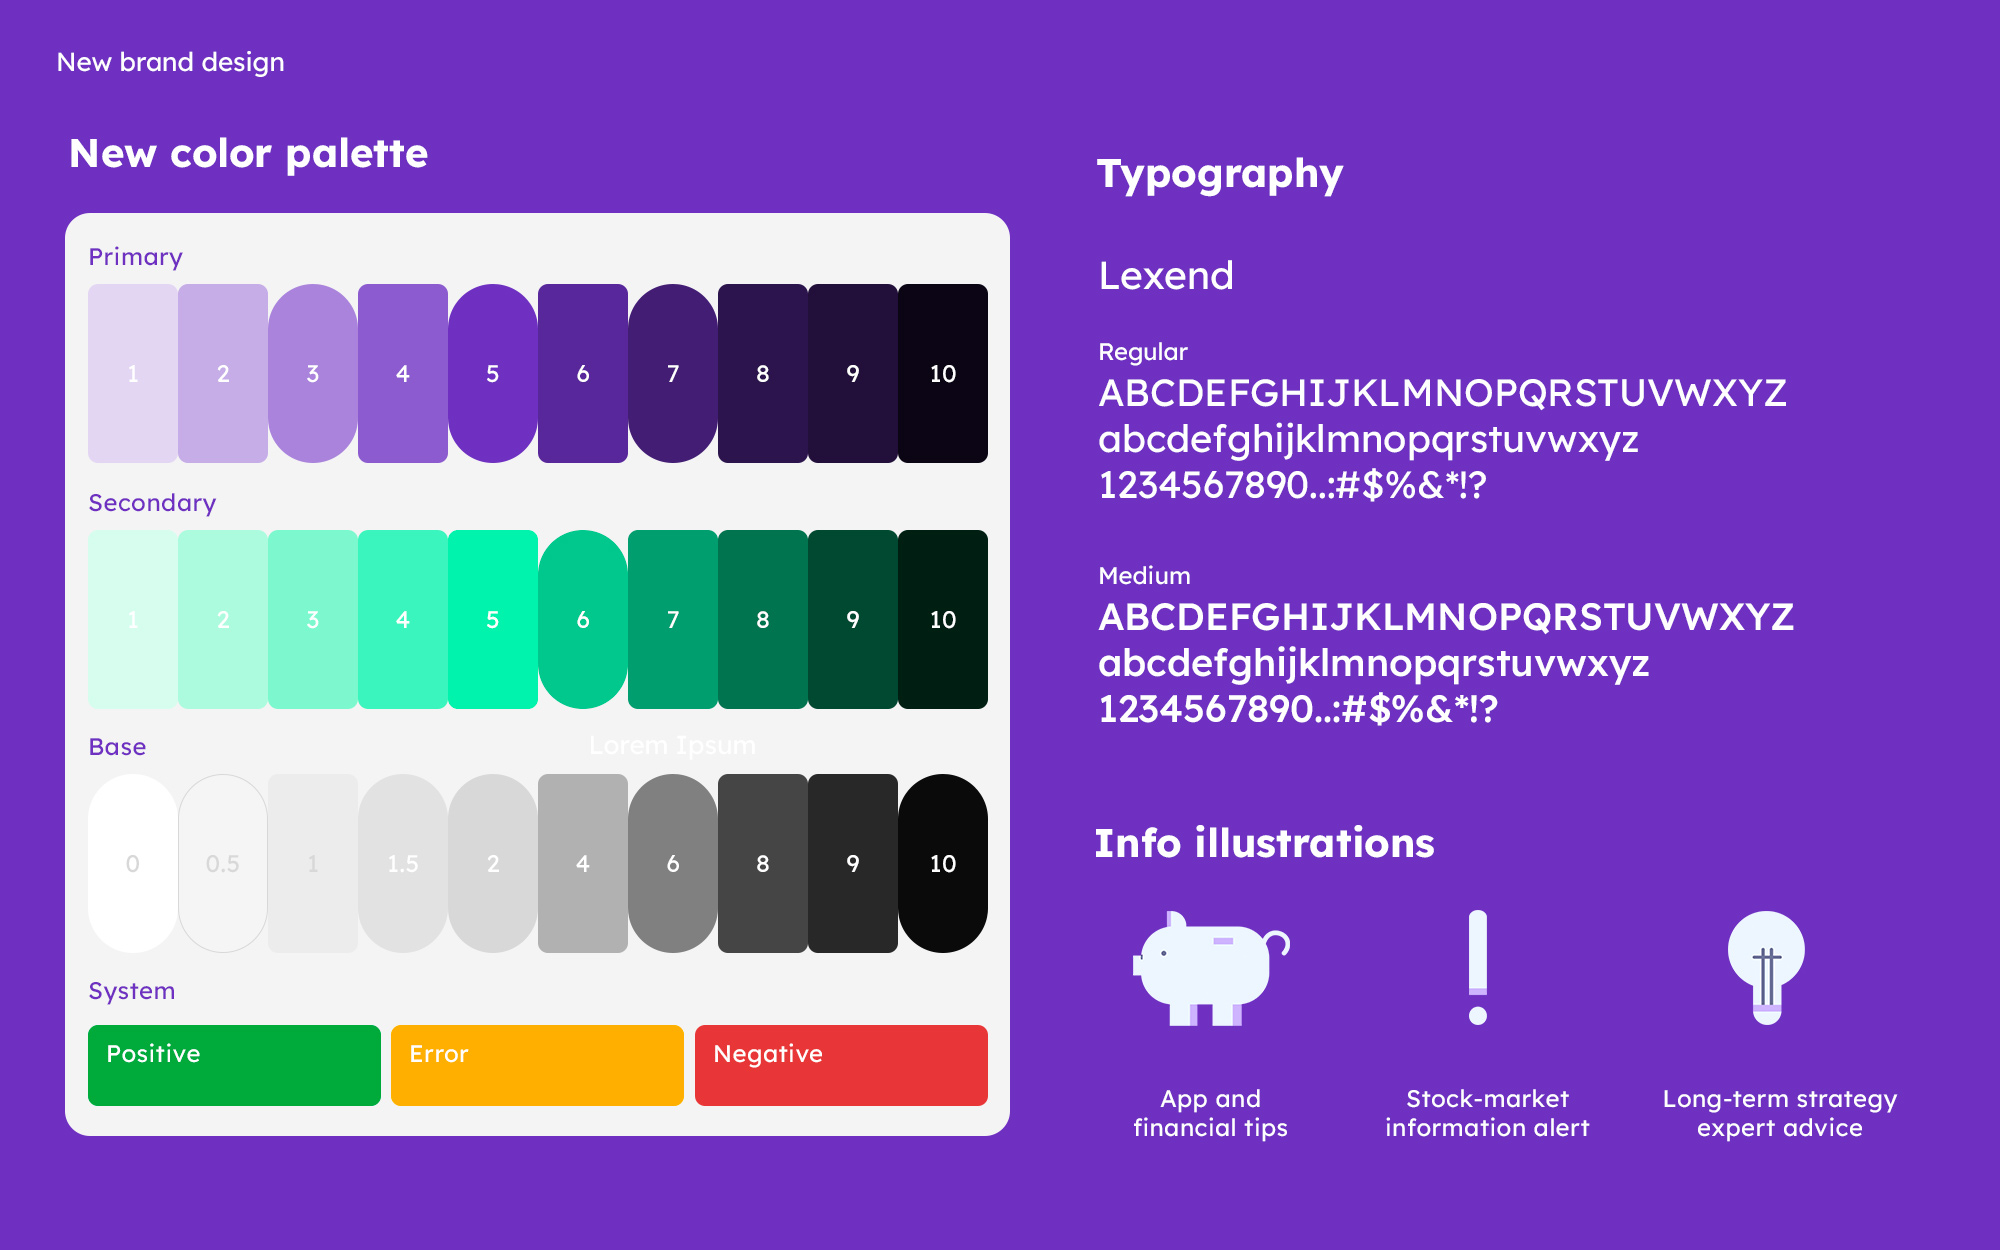 New brand design
New color palette
Primary
1 2 3 4 5 6 7 8 9 10
Secondary
1 2 3 4 5 6 7 8 9 10
Base
Lorem Ipsum
0 0.5 1 1.5 2 4 6 8 9 10
System
Positive Error Negative
Typography
Lexend
Regular
ABCDEFGHIJKLMNOPQRSTUVWXYZ
abcdefghijklmnopqrstuvwxyz
1234567890..:#$%&*!?
Medium
ABCDEFGHIJKLMNOPQRSTUVWXYZ
abcdefghijklmnopqrstuvwxyz
1234567890..:#$%&*!?
Info illustrations
App and
financial tips
Stock-market
information alert
Long-term strategy
expert advice